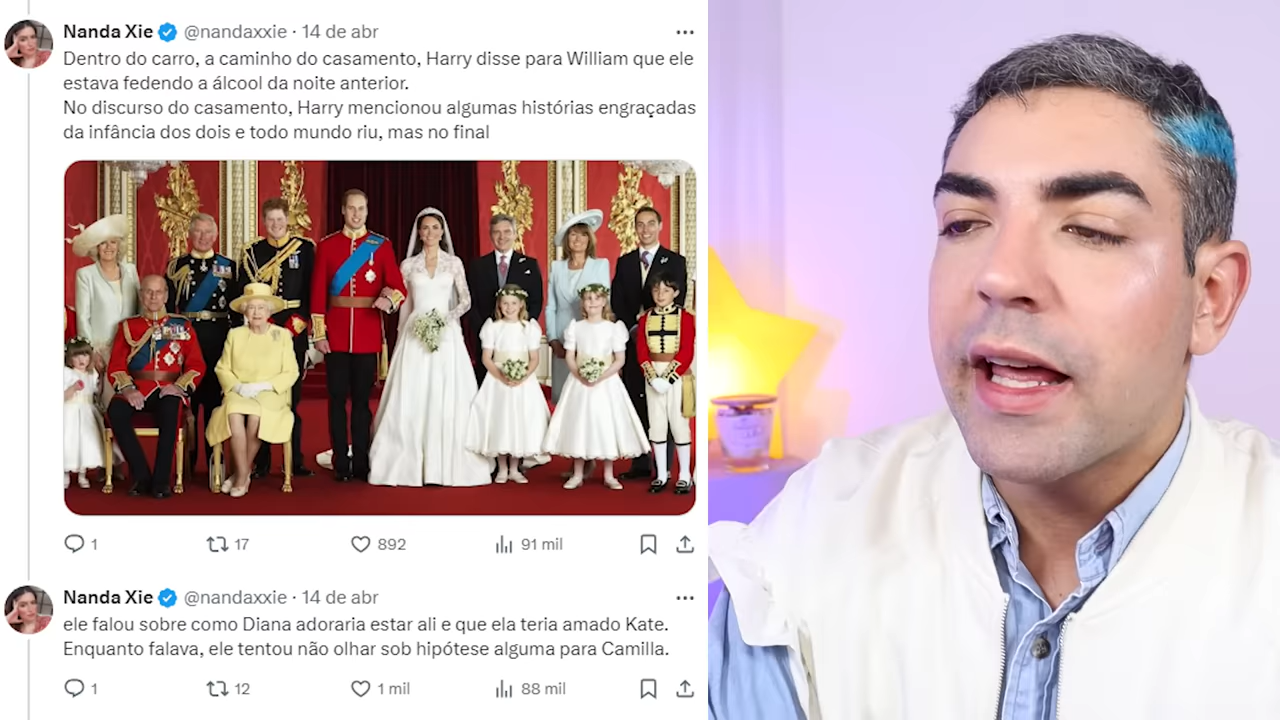 Nanda Xie @nandaxxie · 14 de abr
Dentro do carro, a caminho do casamento, Harry disse para William que ele
estava fedendo a álcool da noite anterior.
No discurso do casamento, Harry mencionou algumas histórias engraçadas
da infância dos dois e todo mundo riu, mas no final
1 17 892 91 mil
Nanda Xie @nandaxxie · 14 de abr
ele falou sobre como Diana adoraria estar ali e que ela teria amado Kate.
Enquanto falava, ele tentou não olhar sob hipótese alguma para Camilla.
1 12 1 mil 88 mil